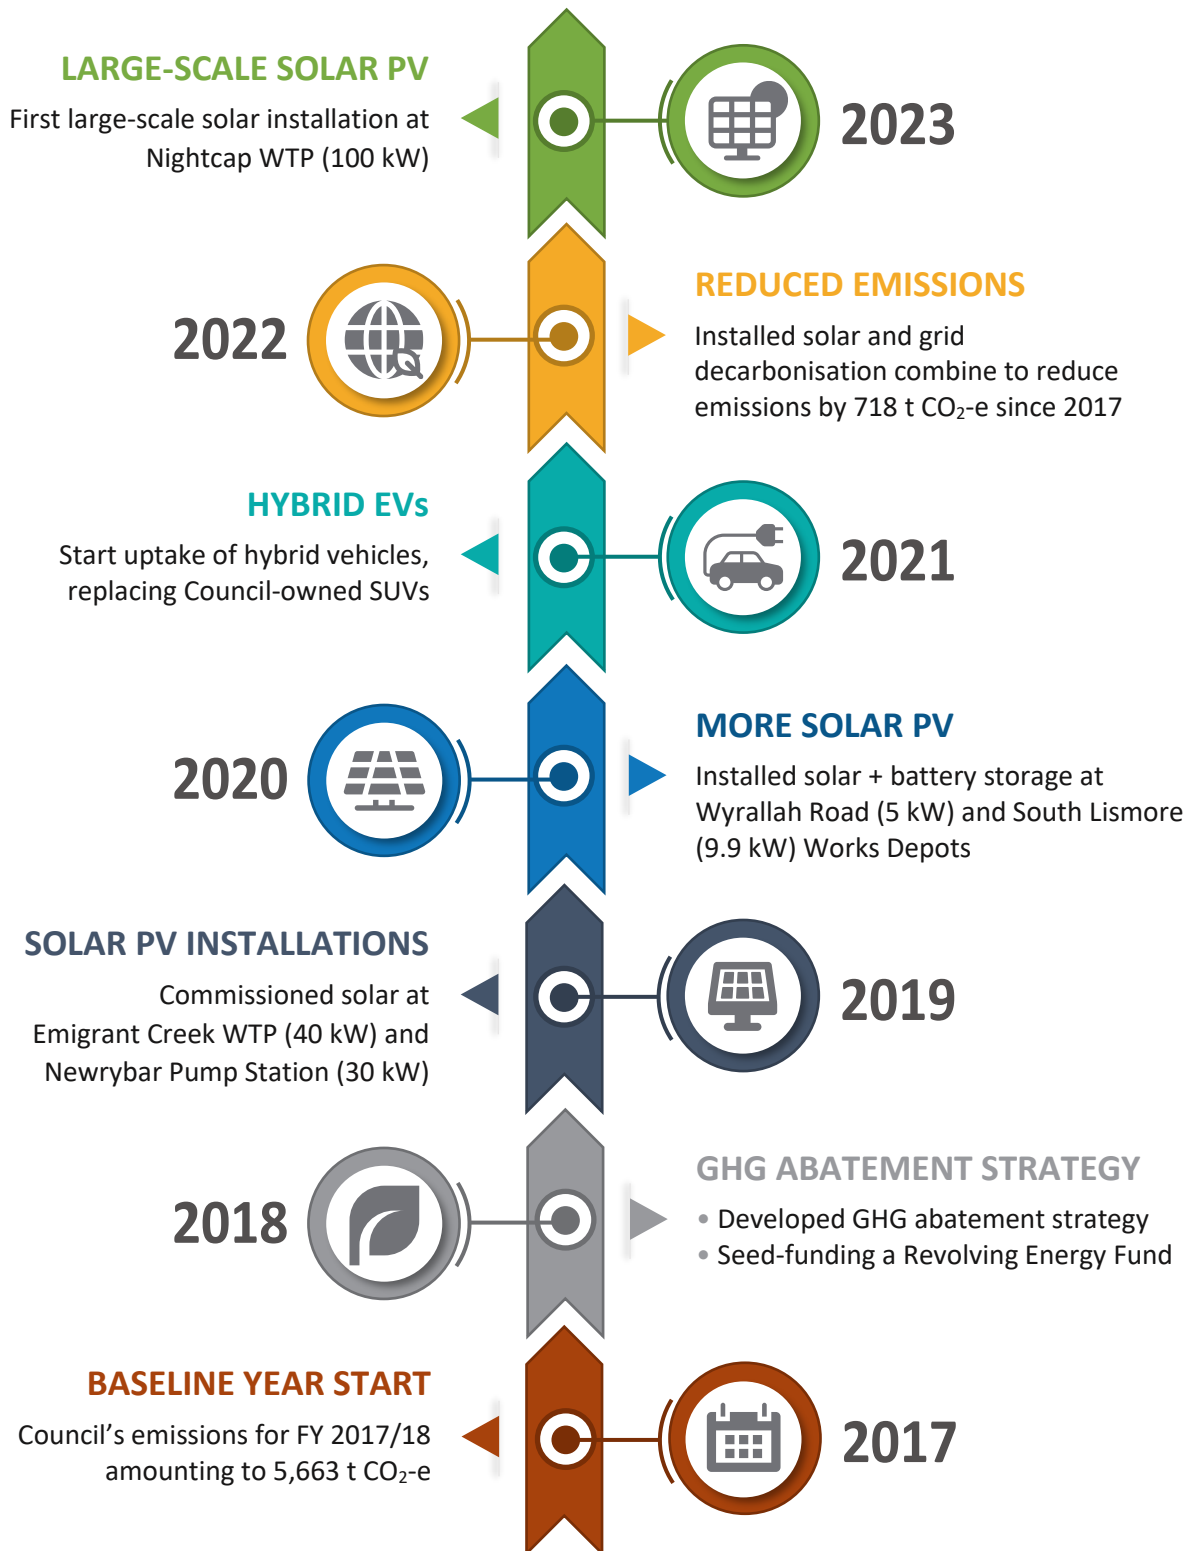 LARGE-SCALE SOLAR PV
First large-scale solar installation at
Nightcap WTP (100 kW)
2023
2022
REDUCED EMISSIONS
Installed solar and grid
decarbonisation combine to reduce
emissions by 718 t CO₂-e since 2017
HYBRID EVs
Start uptake of hybrid vehicles,
replacing Council-owned SUVs
2021
2020
MORE SOLAR PV
Installed solar + battery storage at
Wyrallah Road (5 kW) and South Lismore
(9.9 kW) Works Depots
SOLAR PV INSTALLATIONS
Commissioned solar at
Emigrant Creek WTP (40 kW) and
Newrybar Pump Station (30 kW)
2019
2018
GHG ABATEMENT STRATEGY
• Developed GHG abatement strategy
• Seed-funding a Revolving Energy Fund
BASELINE YEAR START
Council’s emissions for FY 2017/18
amounting to 5,663 t CO₂-e
2017